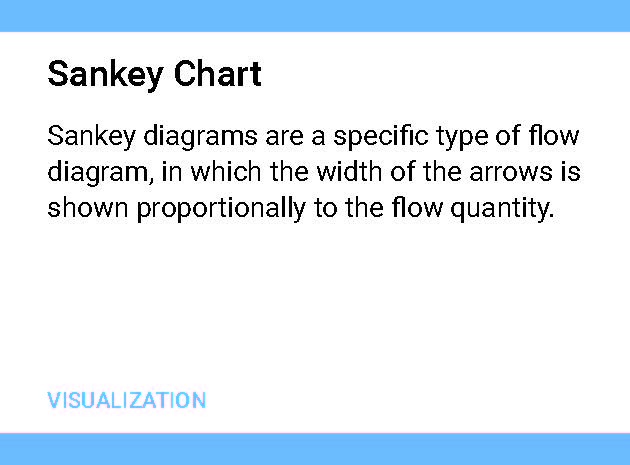 Sankey Chart
Sankey diagrams are a specific type of flow
diagram, in which the width of the arrows is
shown proportionally to the flow quantity.
VISUALIZATION